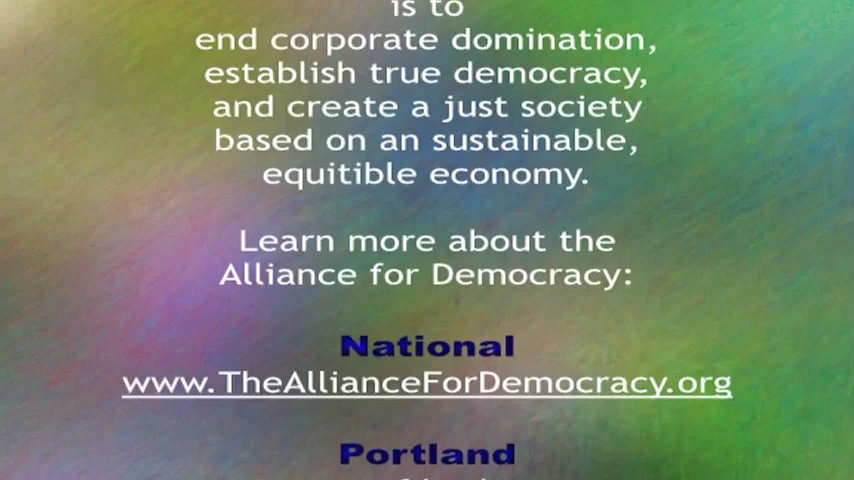 is to
end corporate domination,
establish true democracy,
and create a just society
based on an sustainable,
equitible economy.
Learn more about the
Alliance for Democracy:
National
www.TheAllianceForDemocracy.org
Portland